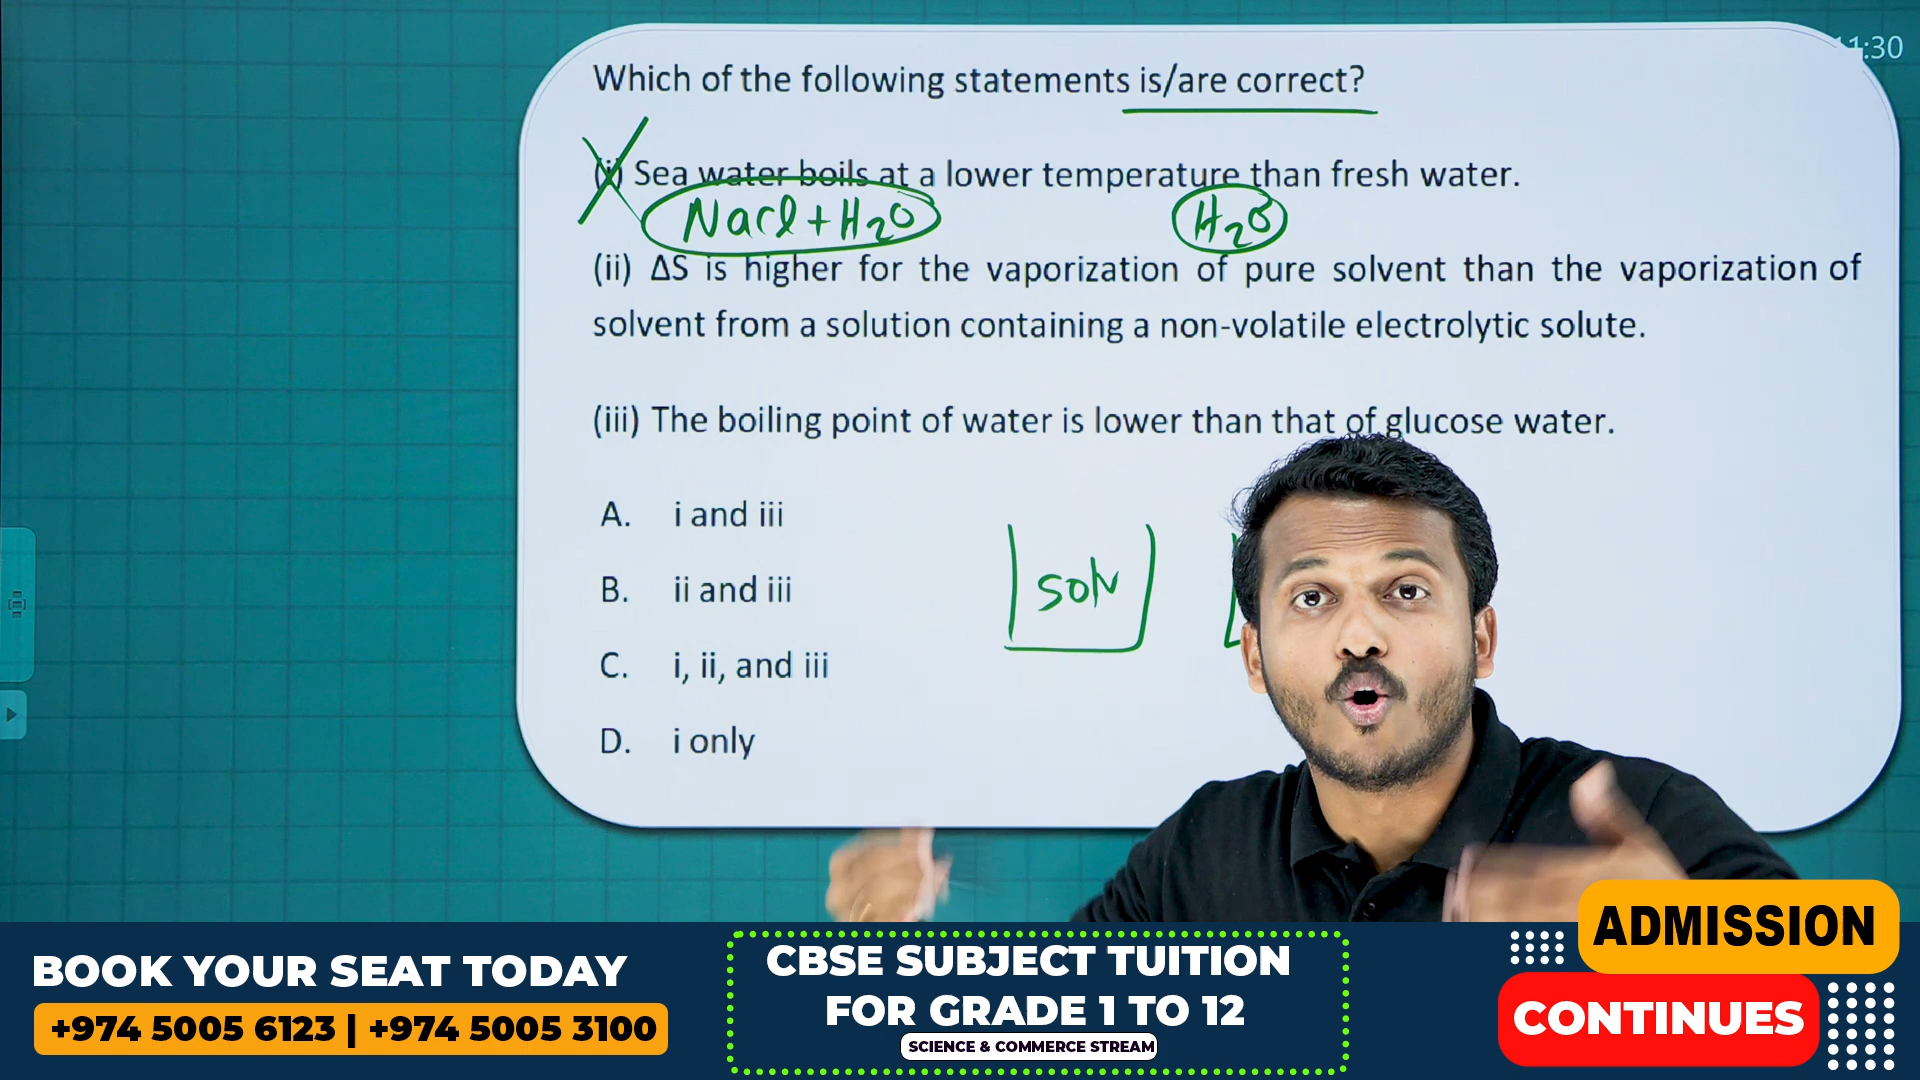 11:30
Which of the following statements is/are correct?
(i) Sea water boils at a lower temperature than fresh water.
NaCl + H2O
H2O
(ii) ΔS is higher for the vaporization of pure solvent than the vaporization of
solvent from a solution containing a non-volatile electrolytic solute.
(iii) The boiling point of water is lower than that of glucose water.
A. i and iii
B. ii and iii
C. i, ii, and iii
D. i only
solv
BOOK YOUR SEAT TODAY
+974 5005 6123 | +974 5005 3100
CBSE SUBJECT TUITION
FOR GRADE 1 TO 12
SCIENCE & COMMERCE STREAM
ADMISSION
CONTINUES